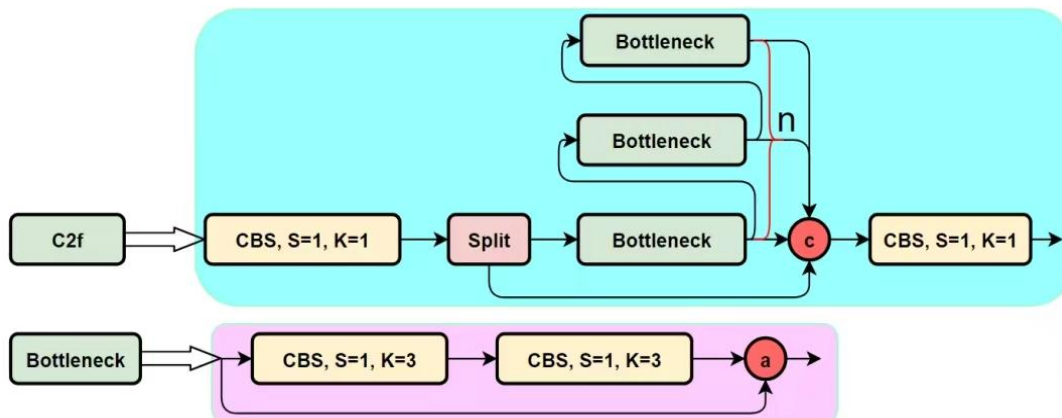 Bottleneck
Bottleneck
n
C2f
CBS, S=1, K=1
Split
Bottleneck
c
CBS, S=1, K=1
Bottleneck
CBS, S=1, K=3
CBS, S=1, K=3
a